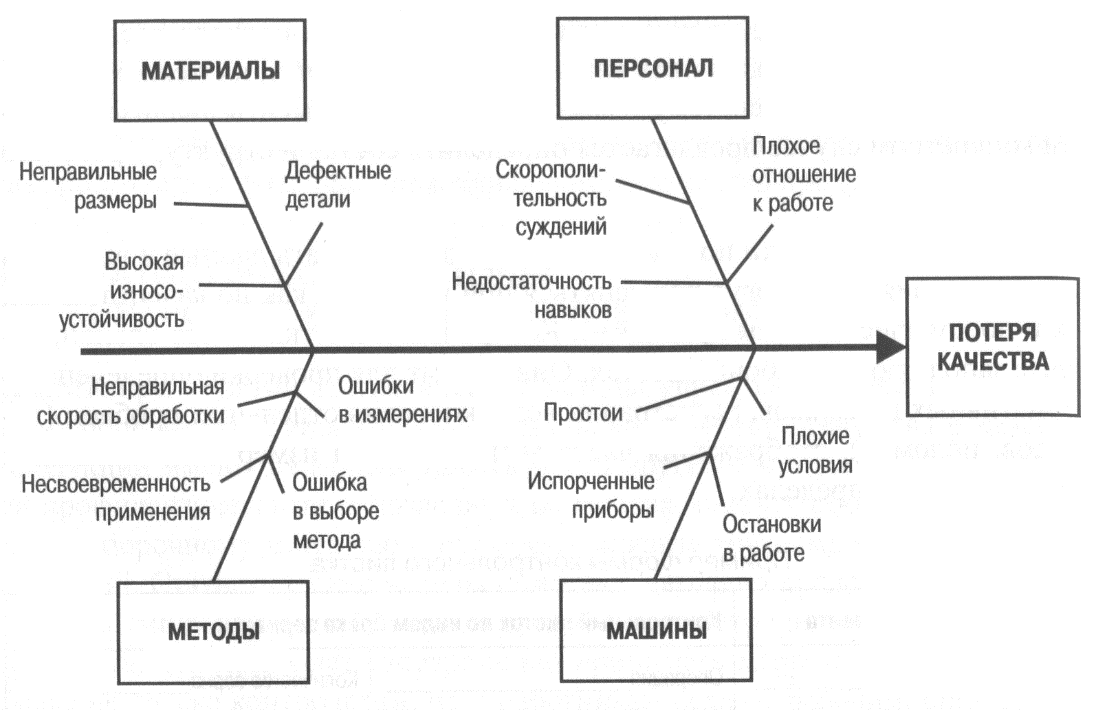 МАТЕРИАЛЫ
ПЕРСОНАЛ
Неправильные
размеры
Дефектные
детали
Высокая
износо-
устойчивость
Скорополи-
тельность
суждений
Плохое
отношение
к работе
Недостаточность
навыков
ПОТЕРЯ
КАЧЕСТВА
Неправильная
скорость обработки
Ошибки
в измерениях
Несвоевременность
применения
Ошибка
в выборе
метода
Простои
Плохие
условия
Испорченные
приборы
Остановки
в работе
МЕТОДЫ
МАШИНЫ